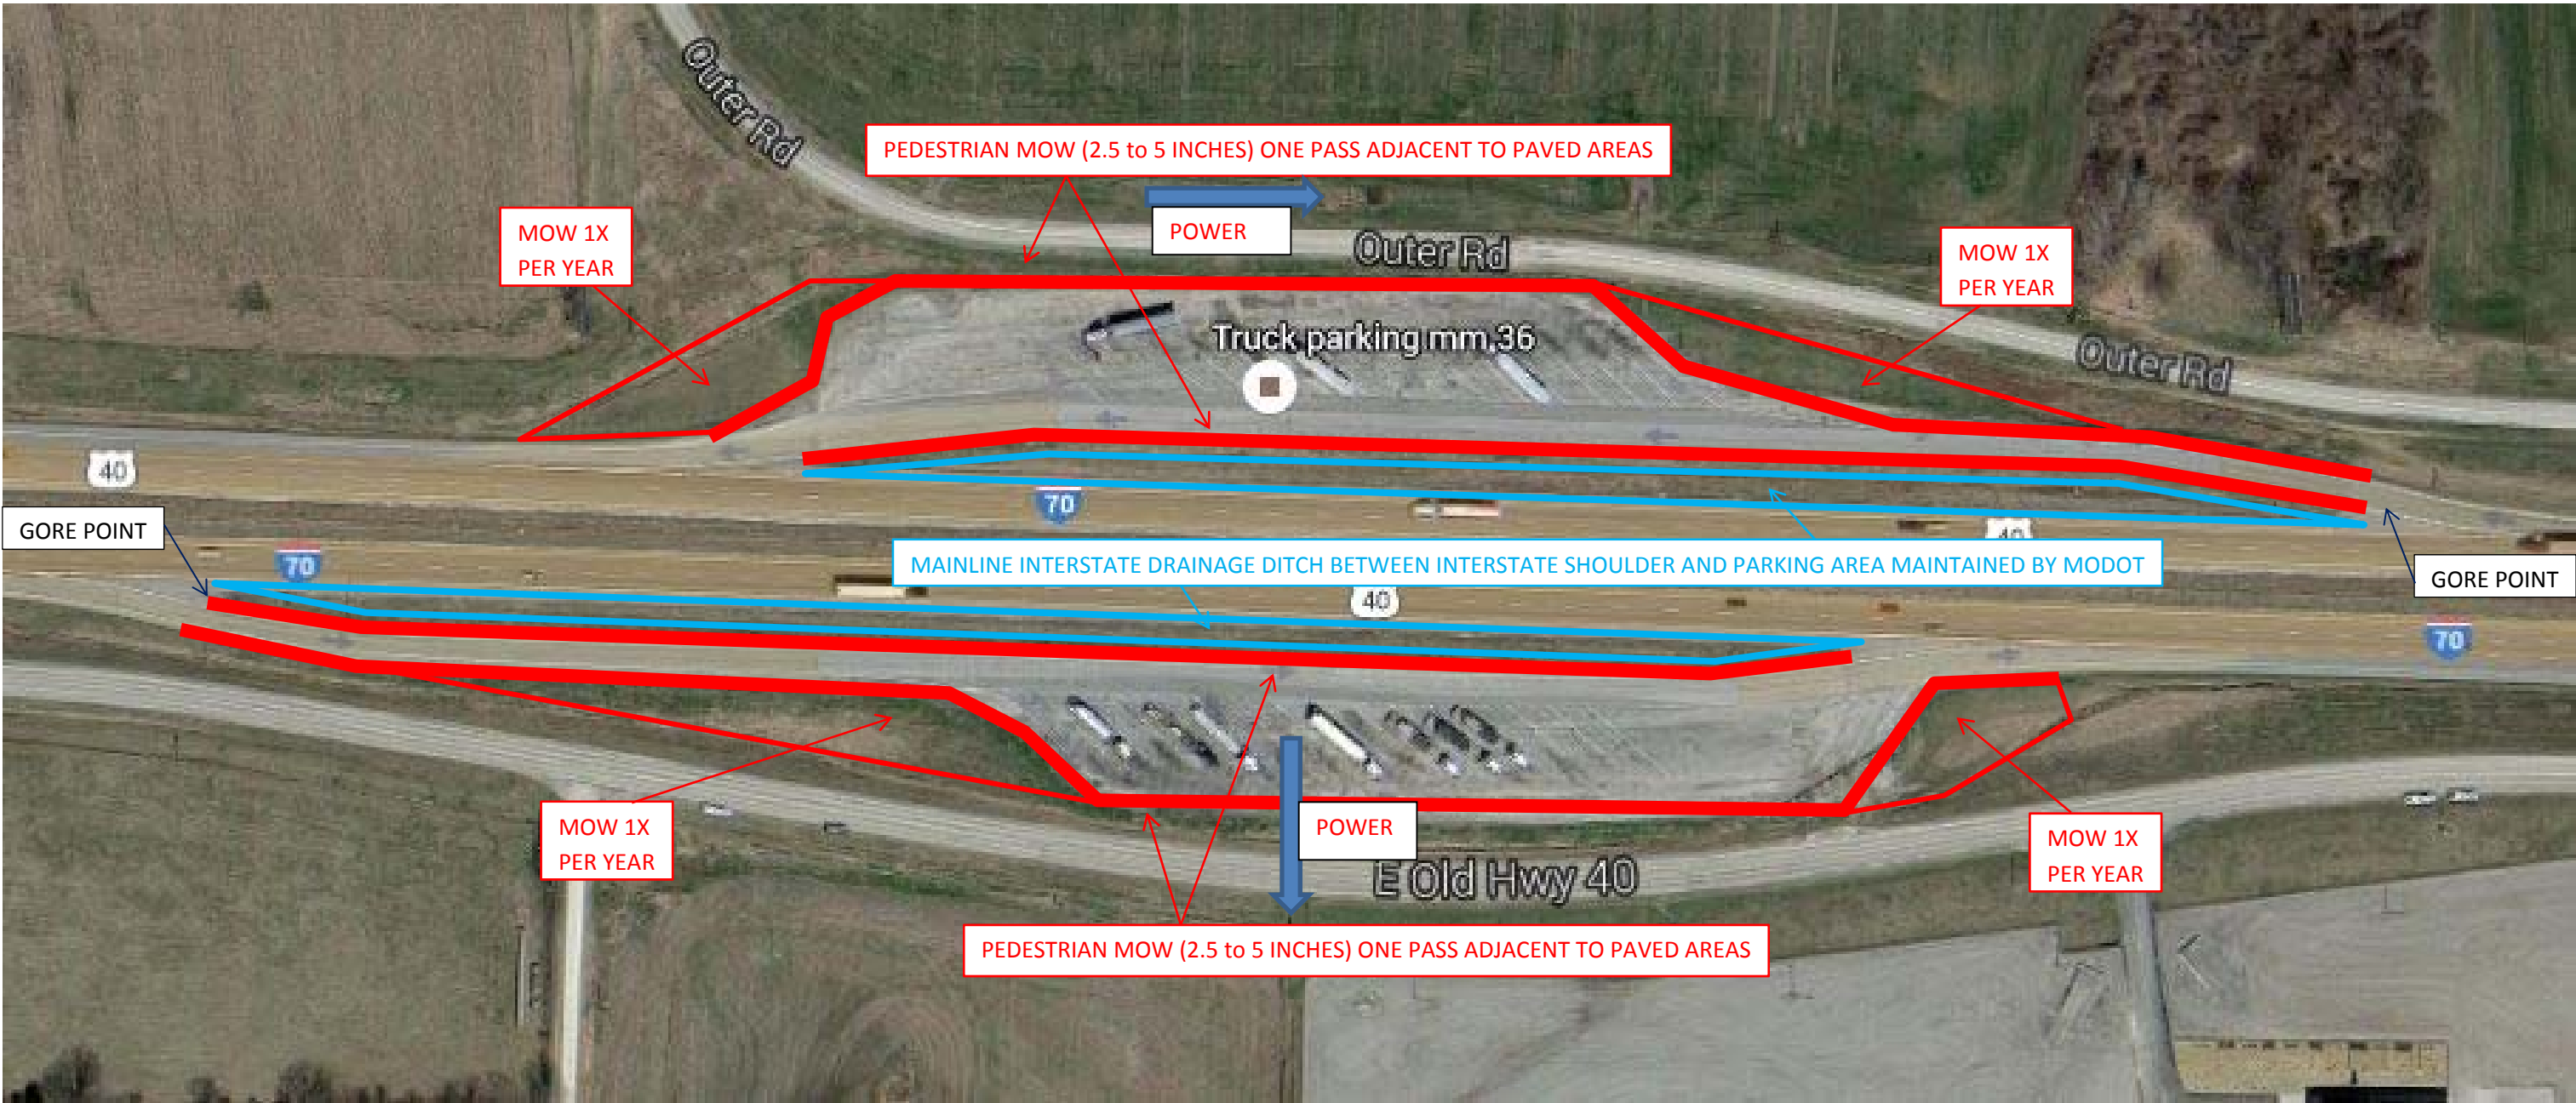 Outer Rd
PEDESTRIAN MOW (2.5 to 5 INCHES) ONE PASS ADJACENT TO PAVED AREAS
MOW 1X
PER YEAR
POWER
Outer Rd
MOW 1X
PER YEAR
Truck parking mm 36
Outer Rd
40
70
GORE POINT
40
70
MAINLINE INTERSTATE DRAINAGE DITCH BETWEEN INTERSTATE SHOULDER AND PARKING AREA MAINTAINED BY MODOT
GORE POINT
40
70
MOW 1X
PER YEAR
POWER
MOW 1X
PER YEAR
E Old Hwy 40
PEDESTRIAN MOW (2.5 to 5 INCHES) ONE PASS ADJACENT TO PAVED AREAS